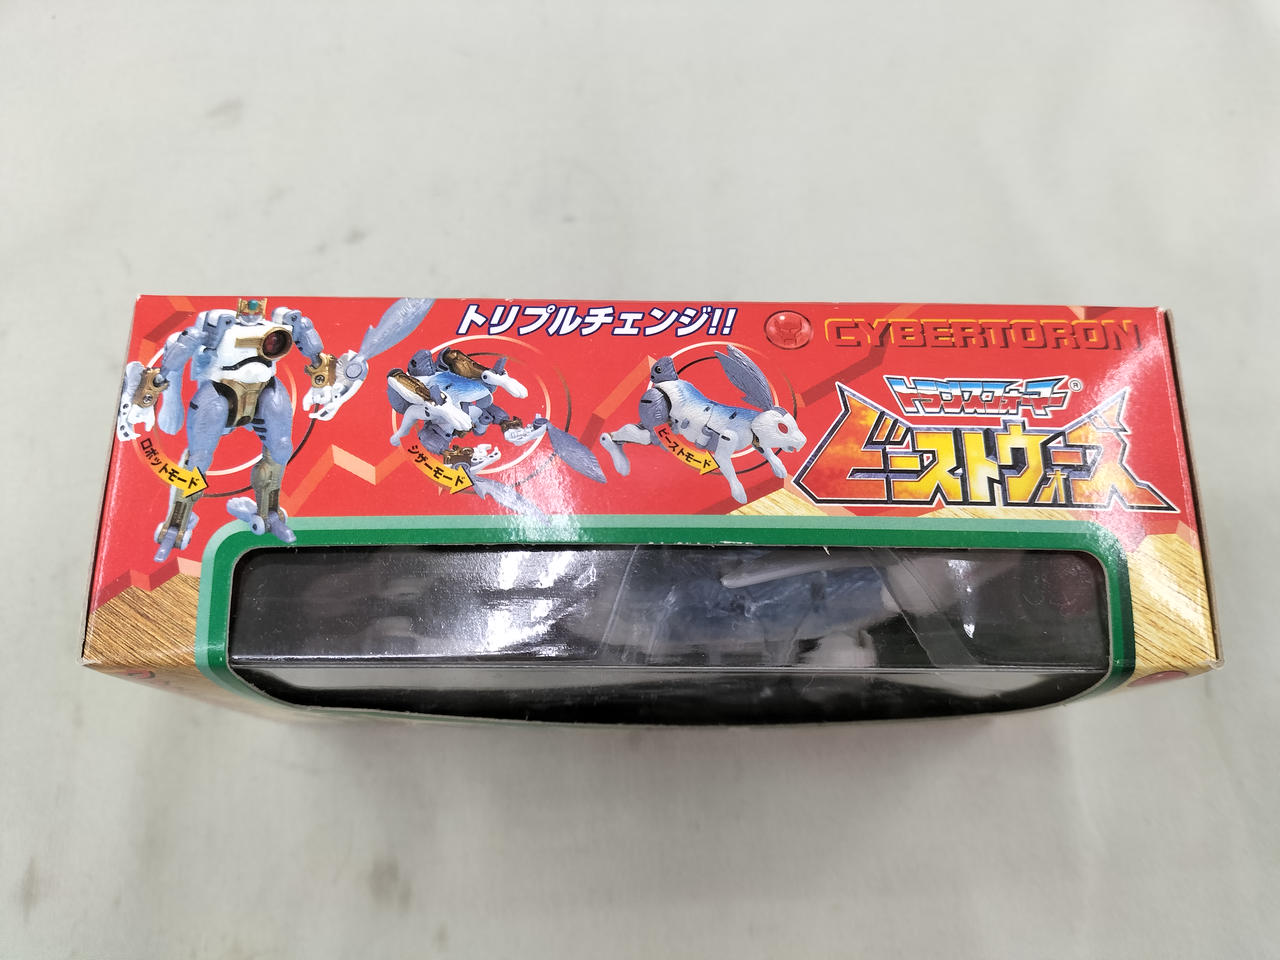 トリプルチェンジ!!
CYBERTORON
トランスフォーマー®
ビーストウォーズ
ロボットモード
シザーモード
ビーストモード